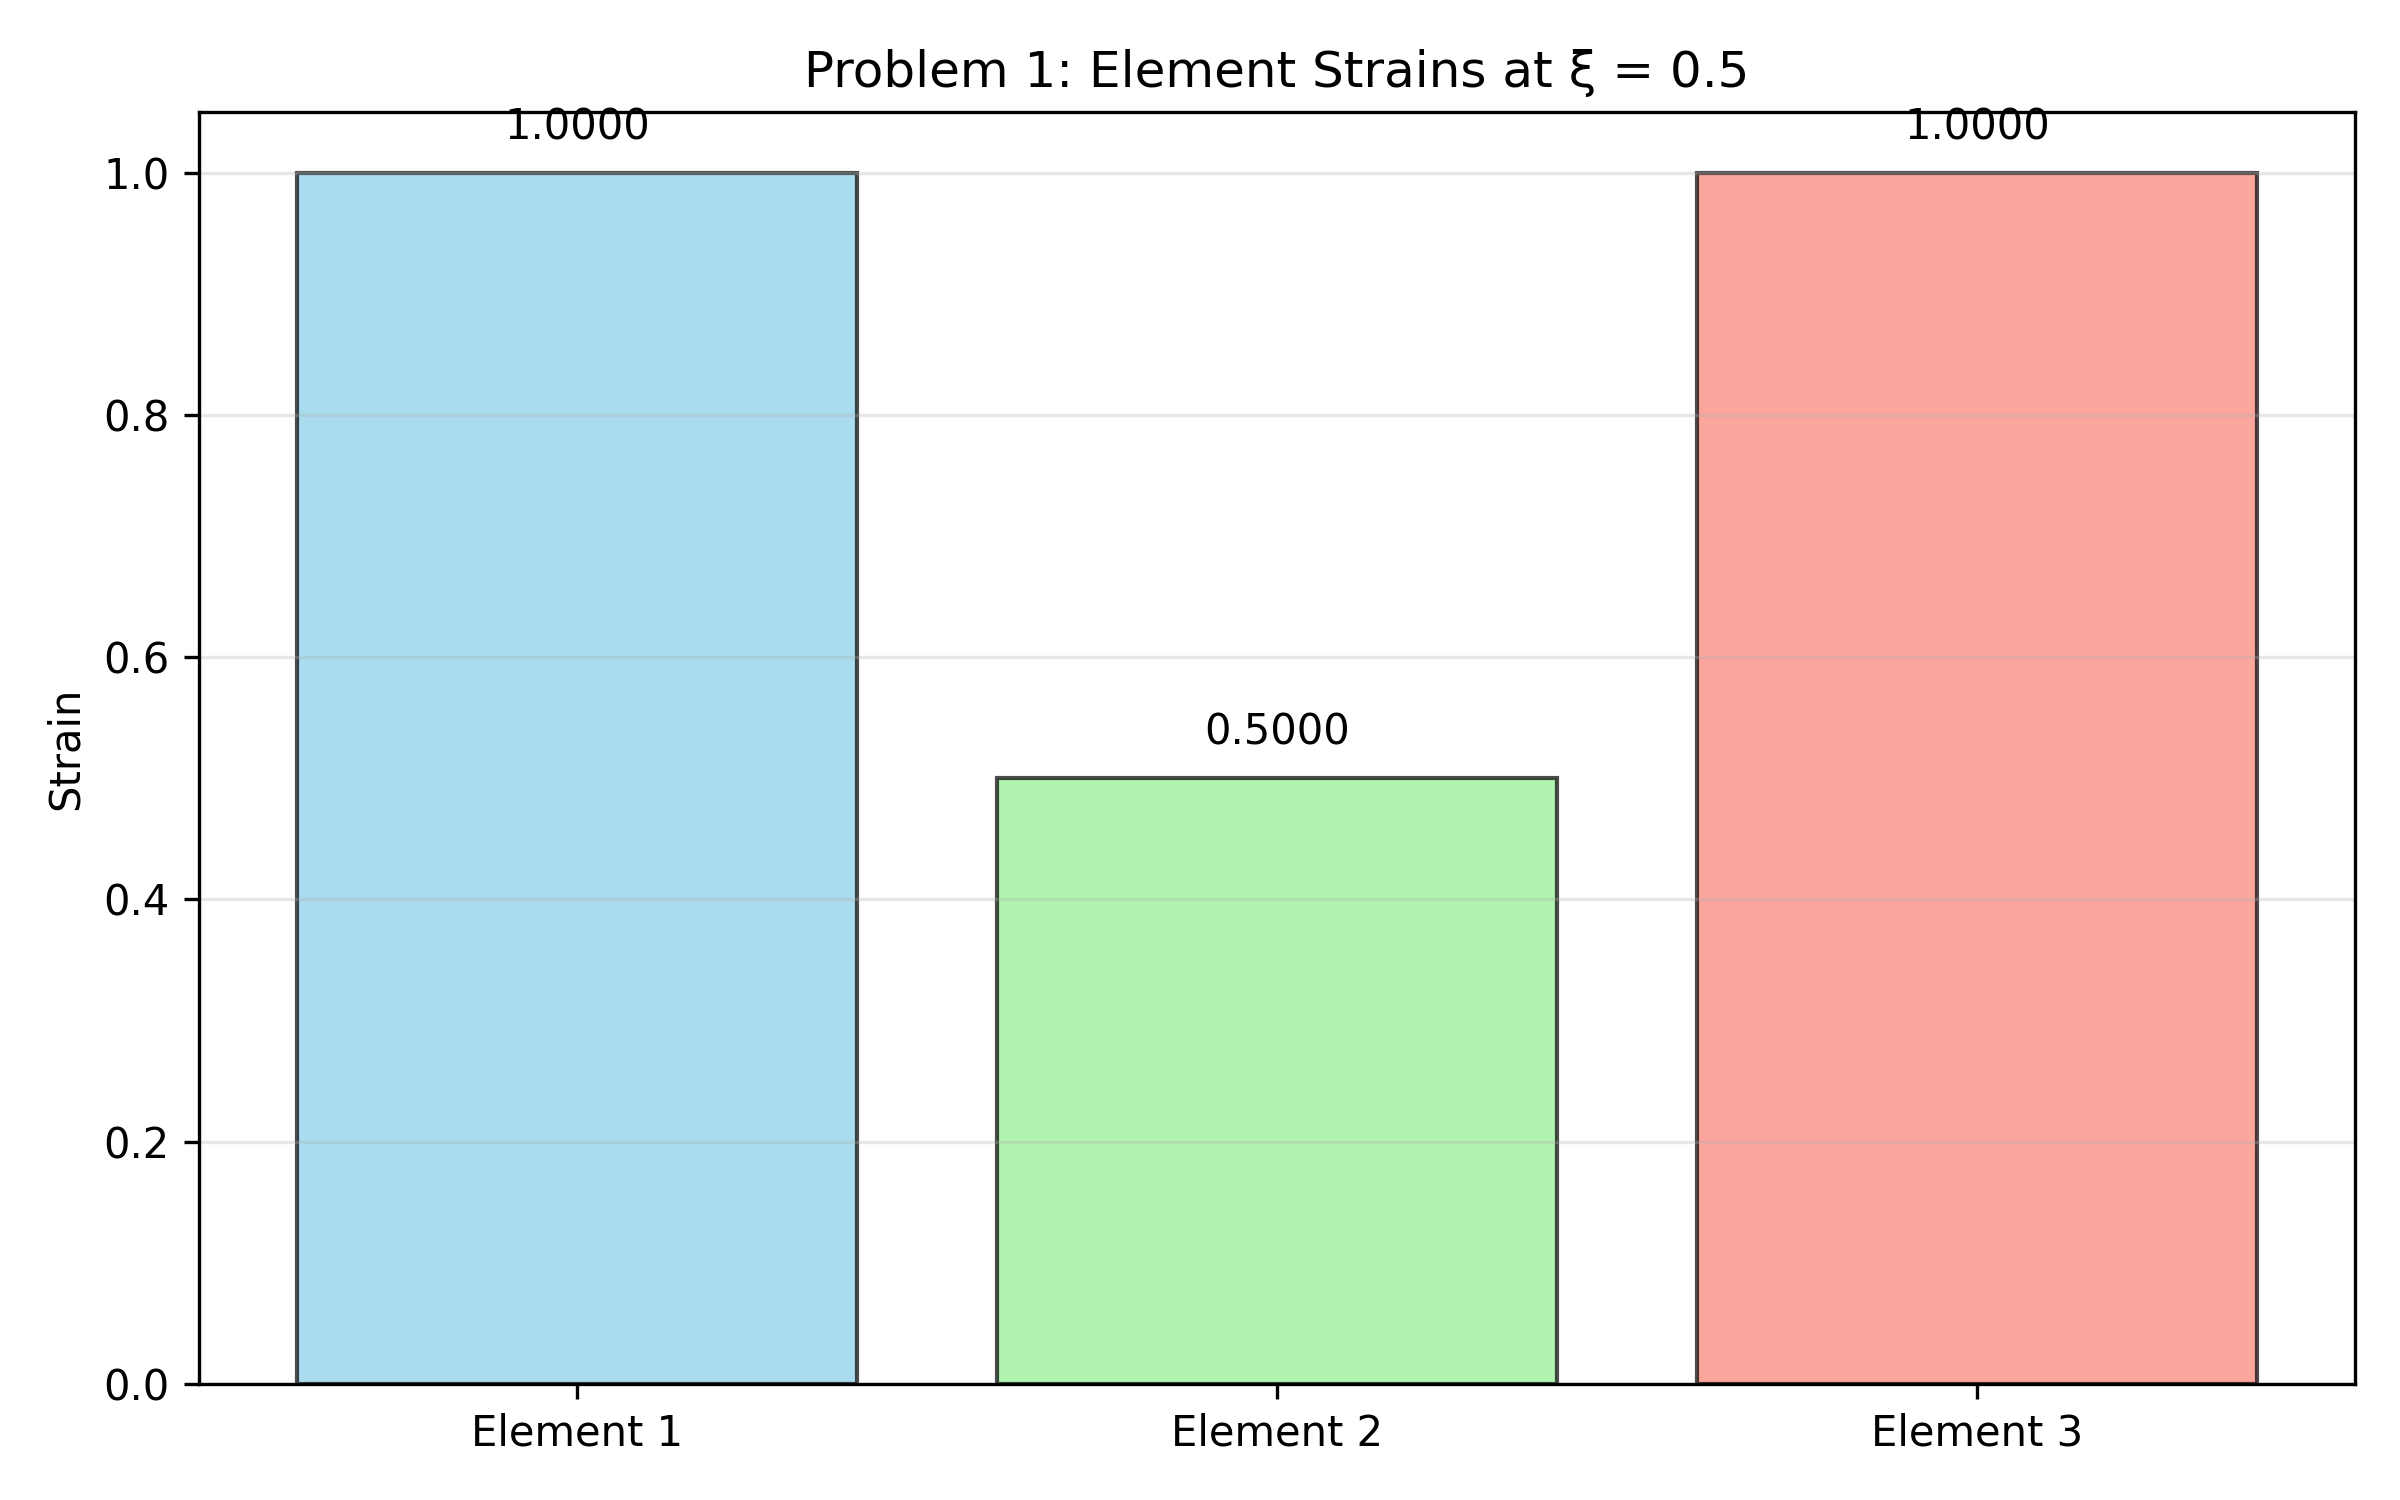 Problem 1: Element Strains at ξ = 0.5
1.0000
1.0000
1.0
0.8
0.6
0.5000
0.4
0.2
0.0
Strain
Element 1
Element 2
Element 3